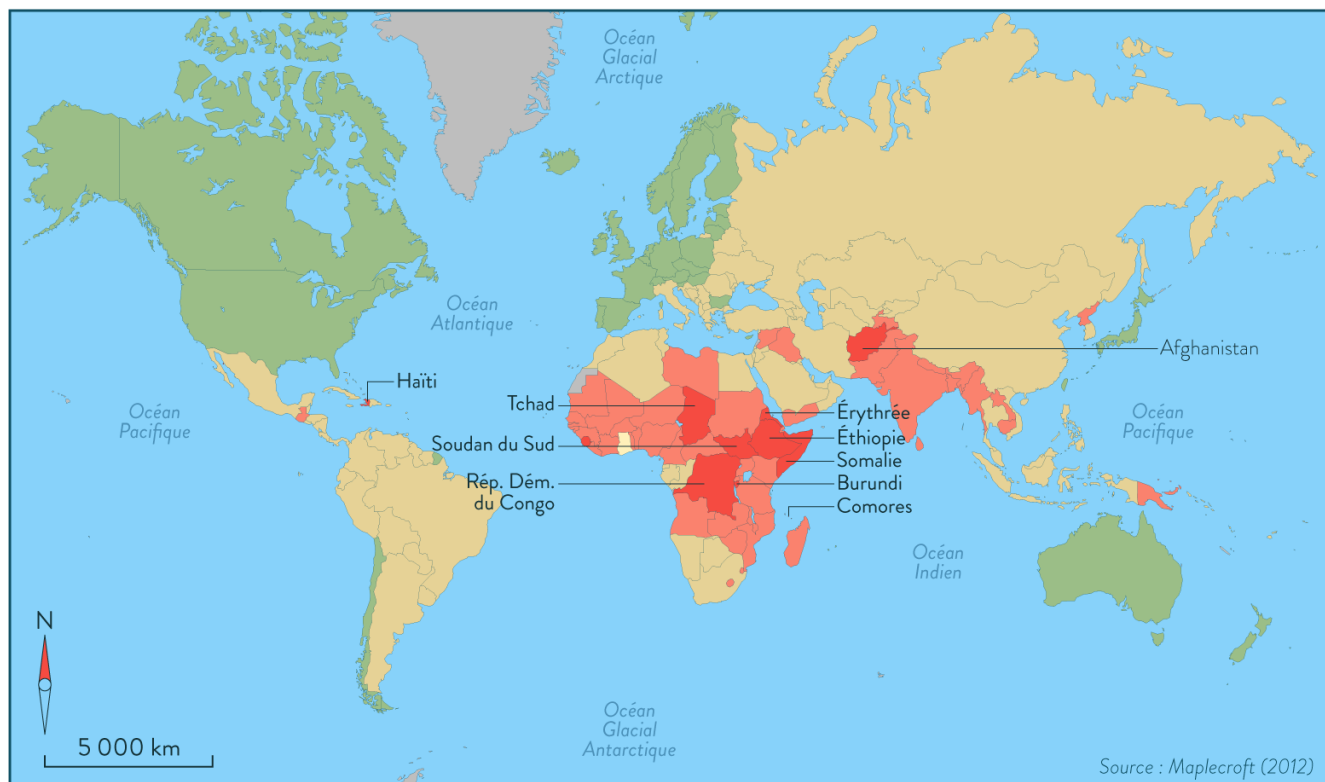 Océan
Glacial
Arctique
Océan
Atlantique
Afghanistan
Haïti
Océan
Pacifique
Tchad
Érythrée
Océan
Pacifique
Soudan du Sud
Éthiopie
Somalie
Rép. Dém.
du Congo
Burundi
Comores
Océan
Indien
N
Océan
Glacial
Antarctique
5 000 km
Source : Maplecroft (2012)